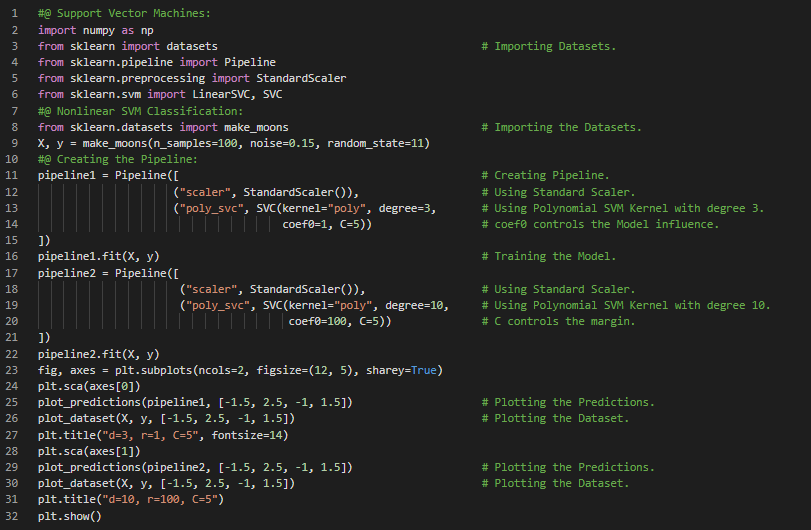 1 #@ Support Vector Machines:
2 import numpy as np
3 from sklearn import datasets # Importing Datasets.
4 from sklearn.pipeline import Pipeline
5 from sklearn.preprocessing import StandardScaler
6 from sklearn.svm import LinearSVC, SVC
7 #@ Nonlinear SVM Classification:
8 from sklearn.datasets import make_moons # Importing the Datasets.
9 X, y = make_moons(n_samples=100, noise=0.15, random_state=11)
10 #@ Creating the Pipeline:
11 pipeline1 = Pipeline([ # Creating Pipeline.
12 ("scaler", StandardScaler()), # Using Standard Scaler.
13 ("poly_svc", SVC(kernel="poly", degree=3, # Using Polynomial SVM Kernel with degree 3.
14 coef0=1, C=5)) # coef0 controls the Model influence.
15 ])
16 pipeline1.fit(X, y) # Training the Model.
17 pipeline2 = Pipeline([
18 ("scaler", StandardScaler()), # Using Standard Scaler.
19 ("poly_svc", SVC(kernel="poly", degree=10, # Using Polynomial SVM Kernel with degree 10.
20 coef0=100, C=5)) # C controls the margin.
21 ])
22 pipeline2.fit(X, y)
23 fig, axes = plt.subplots(ncols=2, figsize=(12, 5), sharey=True)
24 plt.sca(axes[0])
25 plot_predictions(pipeline1, [-1.5, 2.5, -1, 1.5]) # Plotting the Predictions.
26 plot_dataset(X, y, [-1.5, 2.5, -1, 1.5]) # Plotting the Dataset.
27 plt.title("d=3, r=1, C=5", fontsize=14)
28 plt.sca(axes[1])
29 plot_predictions(pipeline2, [-1.5, 2.5, -1, 1.5]) # Plotting the Predictions.
30 plot_dataset(X, y, [-1.5, 2.5, -1, 1.5]) # Plotting the Dataset.
31 plt.title("d=10, r=100, C=5")
32 plt.show()